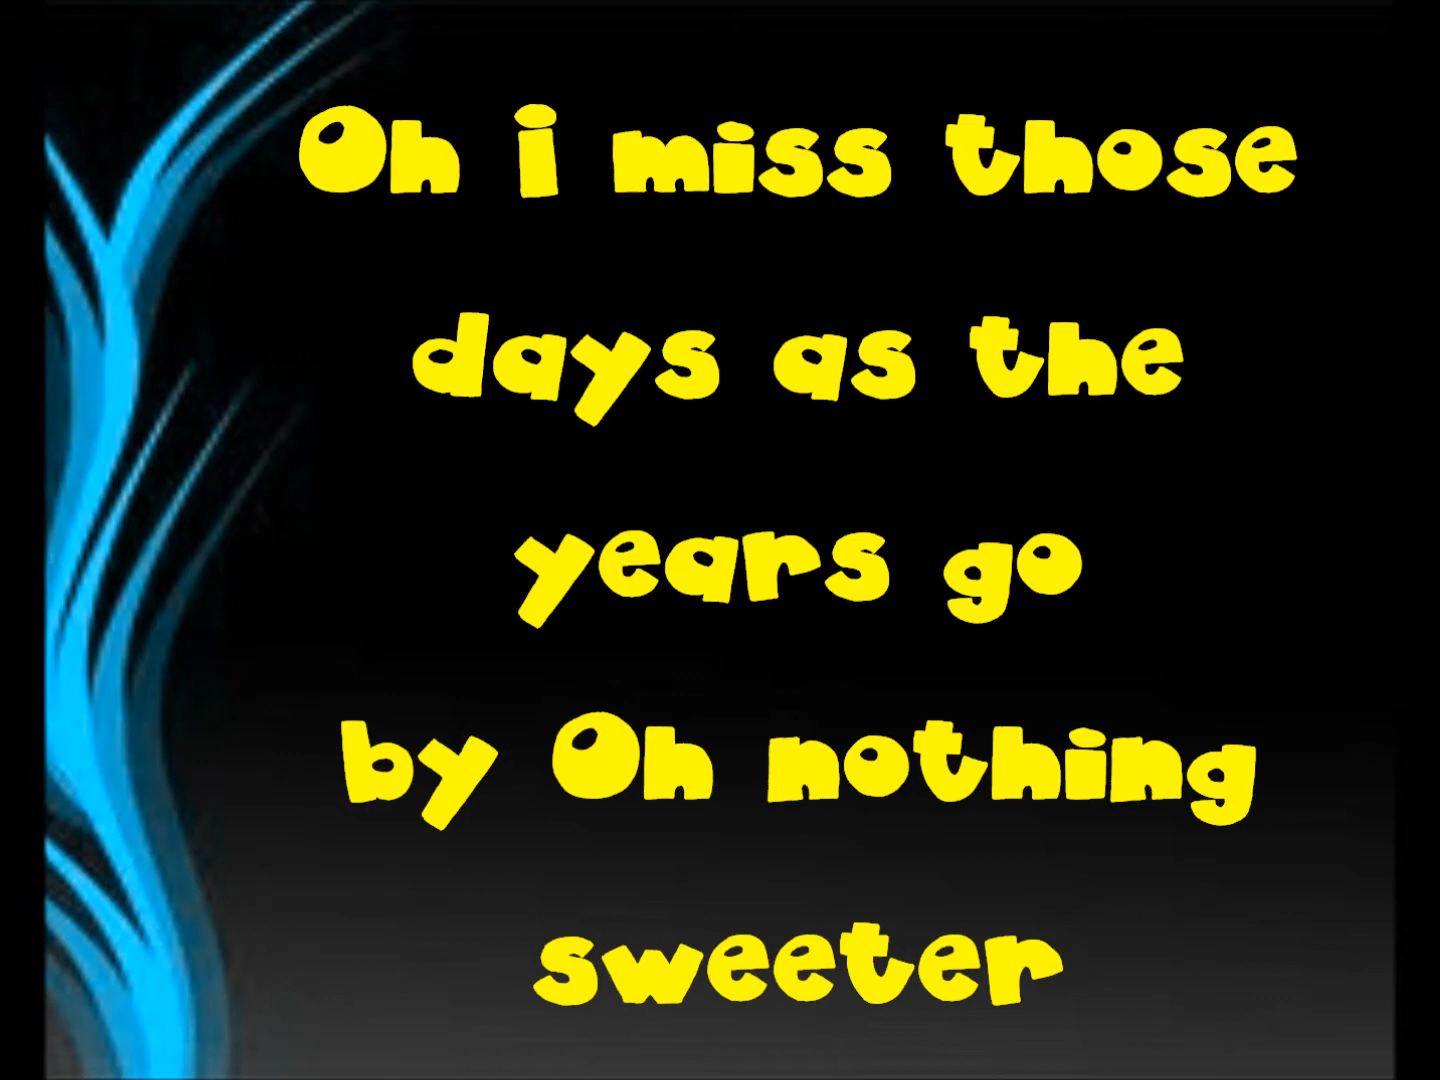 Oh i miss those
days as the
years go
by Oh nothing
sweeter